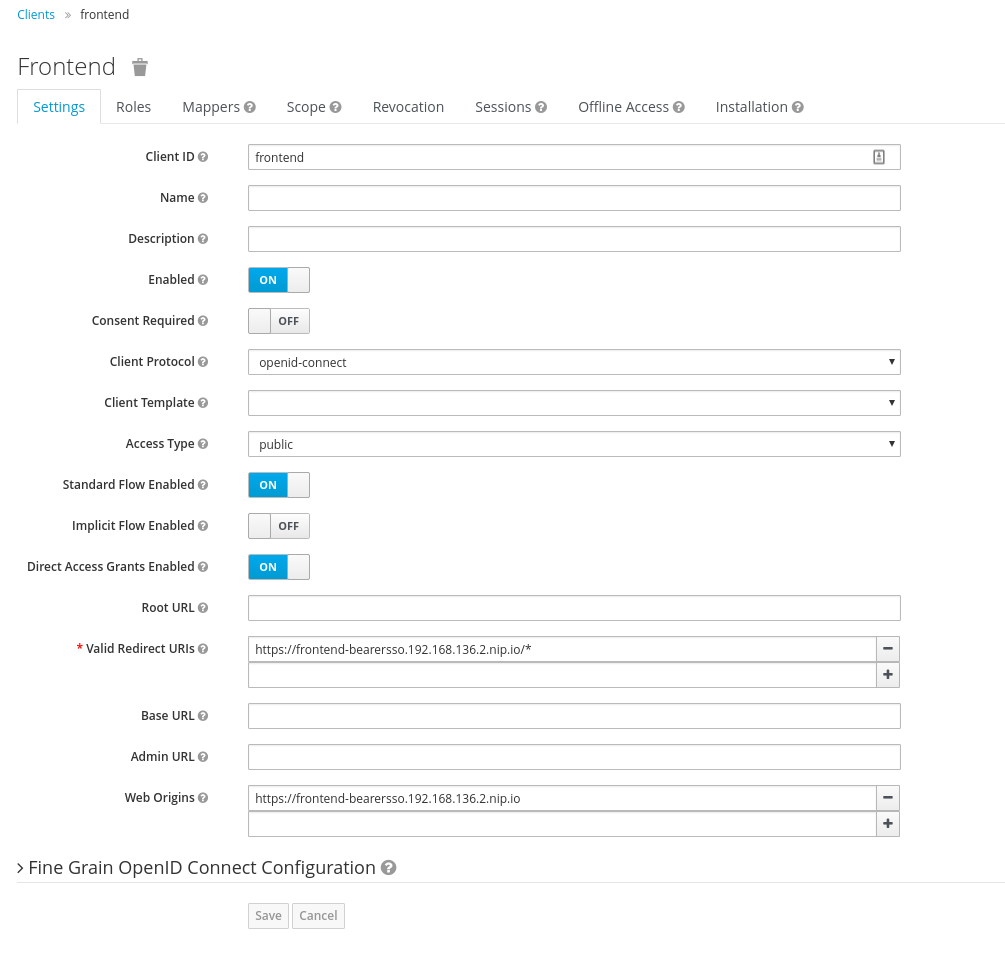 Clients » frontend
Frontend
Settings Roles Mappers ? Scope ? Revocation Sessions ? Offline Access ? Installation ?
Client ID ? frontend
Name ?
Description ?
Enabled ? ON
Consent Required ? OFF
Client Protocol ? openid-connect
Client Template ?
Access Type ? public
Standard Flow Enabled ? ON
Implicit Flow Enabled ? OFF
Direct Access Grants Enabled ? ON
Root URL ?
* Valid Redirect URIs ? https://frontend-bearersso.192.168.136.2.nip.io/* −
+
Base URL ?
Admin URL ?
Web Origins ? https://frontend-bearersso.192.168.136.2.nip.io −
+
> Fine Grain OpenID Connect Configuration ?
Save Cancel